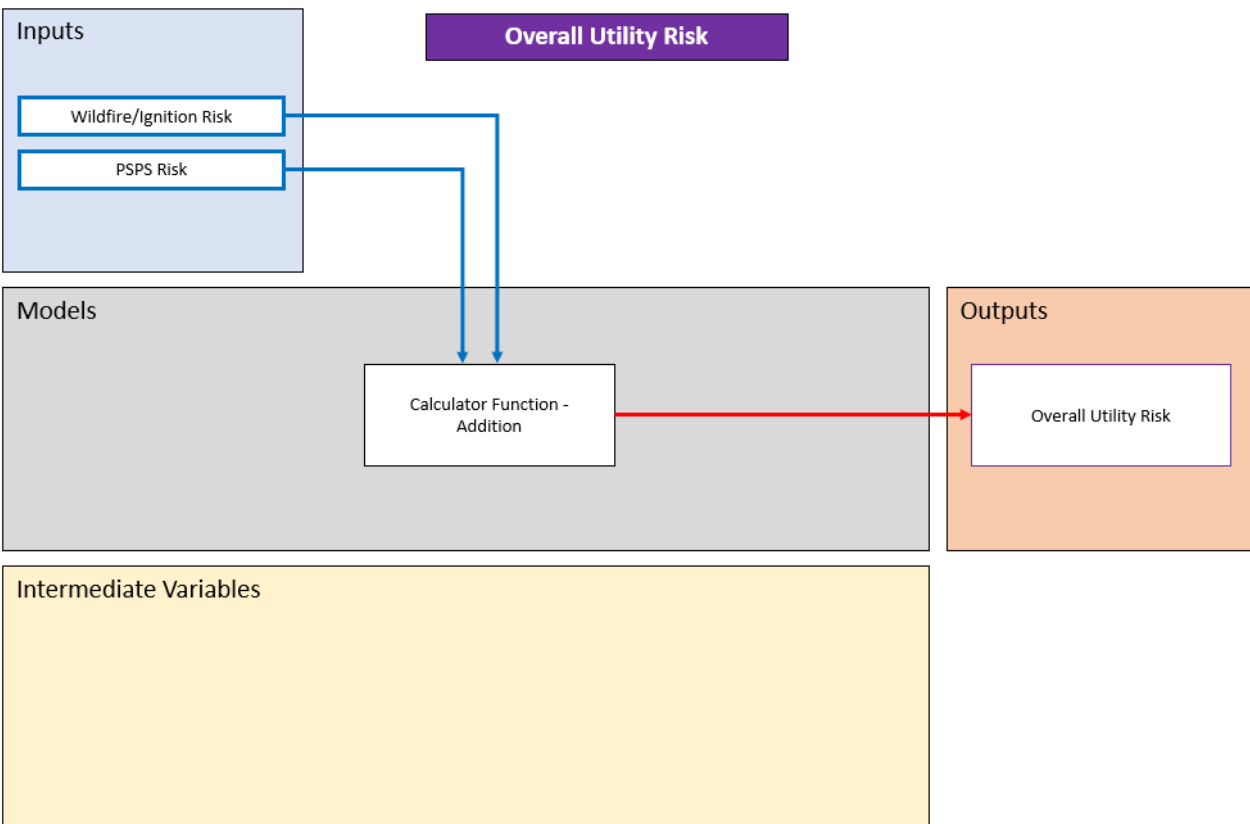 Inputs
Overall Utility Risk
Wildfire/Ignition Risk
PSPS Risk
Models
Calculator Function -
Addition
Outputs
Overall Utility Risk
Intermediate Variables